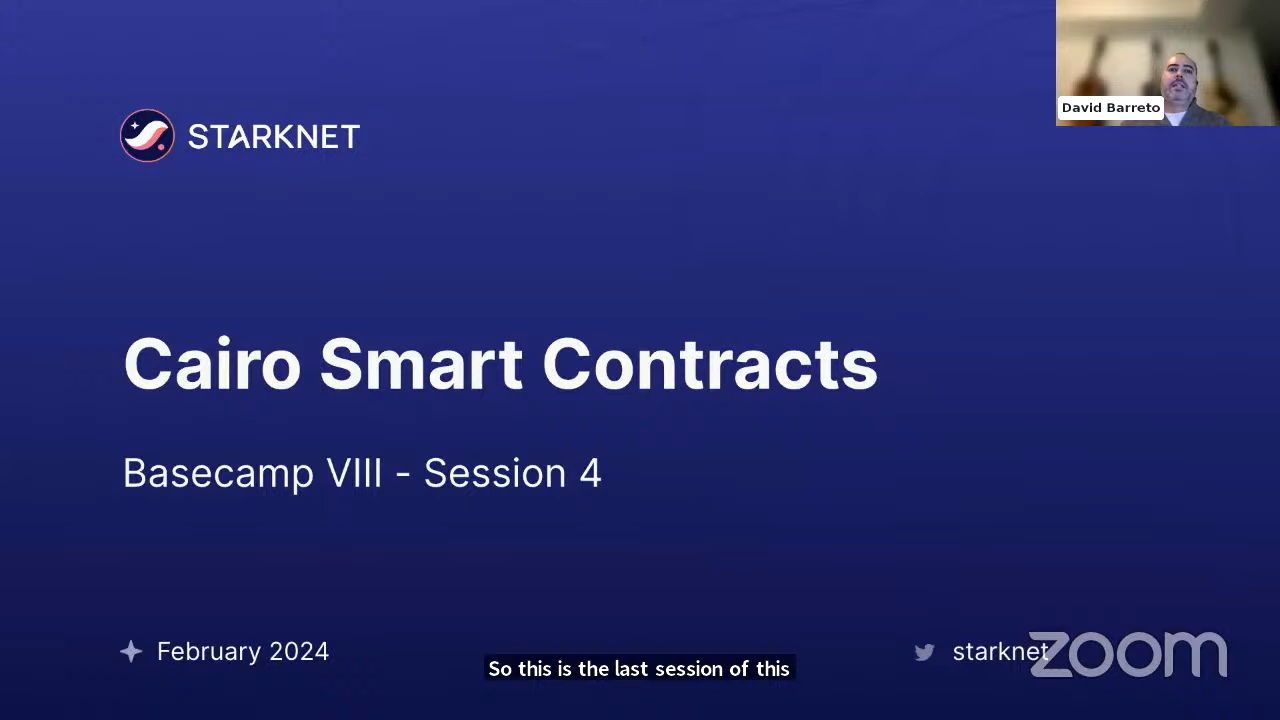 David Barreto
STARKNET
Cairo Smart Contracts
Basecamp VIII - Session 4
February 2024
So this is the last session of this
starknet
zoom